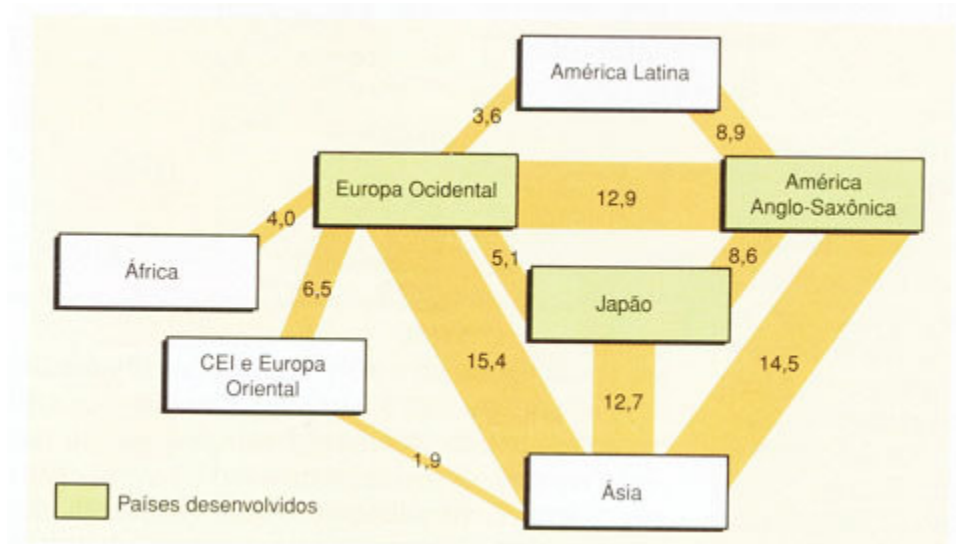 América Latina
3,6
8,9
Europa Ocidental
12,9
América
Anglo-Saxônica
4,0
África
6,5
5,1
8,6
Japão
CEI e Europa
Oriental
15,4
12,7
14,5
1,9
Ásia
Países desenvolvidos